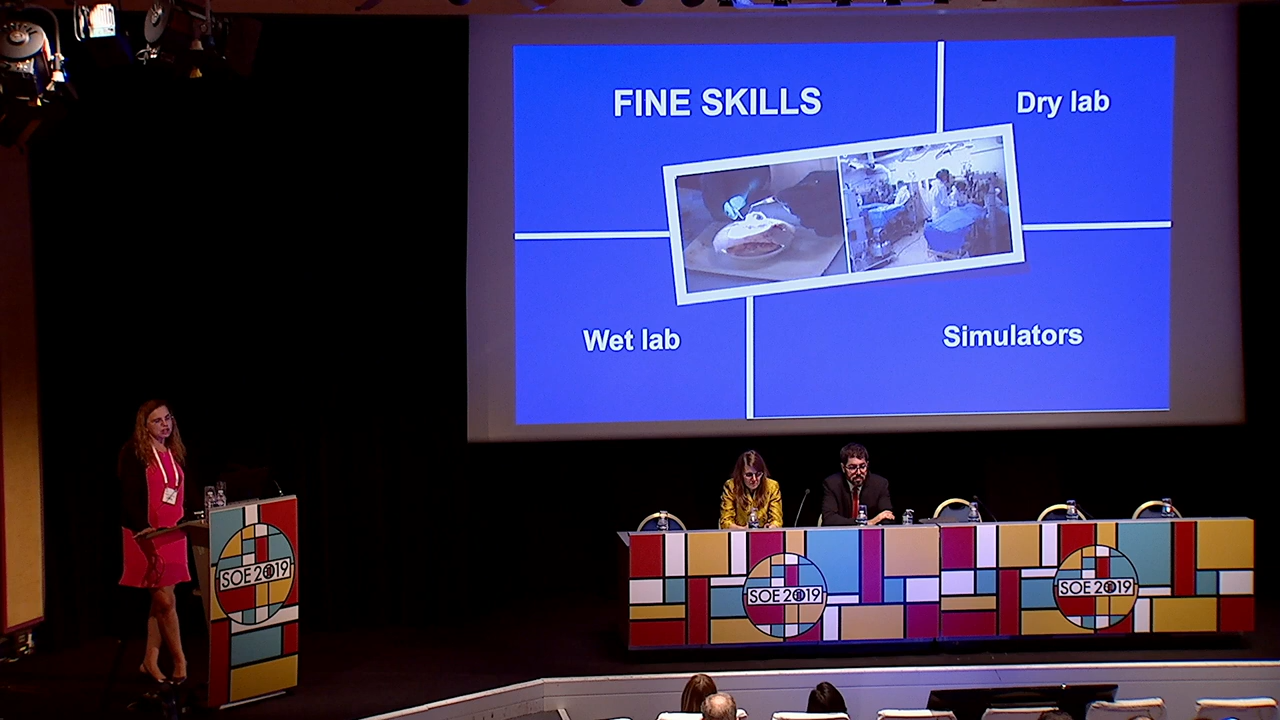 FINE SKILLS
Dry lab
Wet lab
Simulators
SOE 2019
SOE 2019
SOE 2019